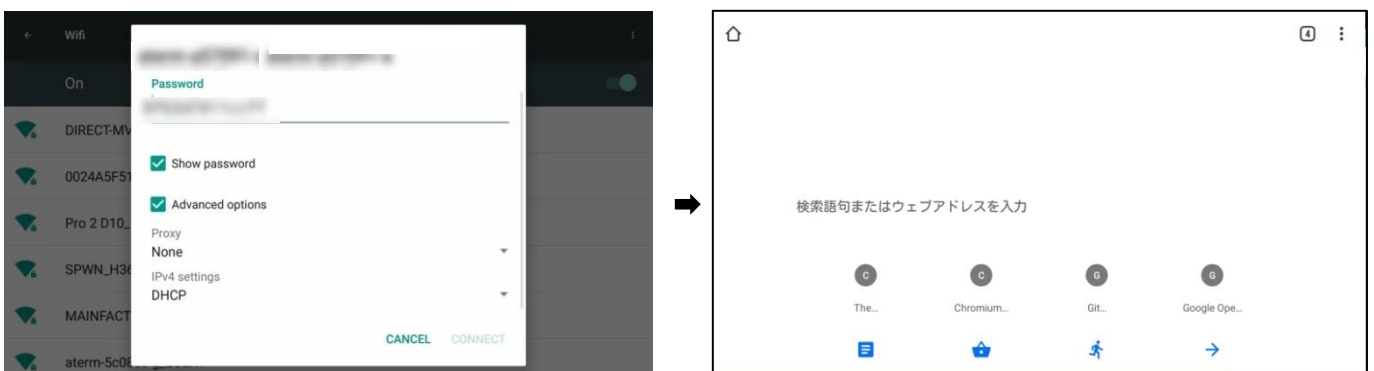 Wifi
On
Password
DIRECT-MV
Show password
0024A5F51
Advanced options
Pro 2 D10_
Proxy
None
SPWN_H36
IPv4 settings
DHCP
MAINFACT
CANCEL CONNECT
4
検索語句またはウェブアドレスを入力
C C G G
The... Chromium... Git... Google Ope...